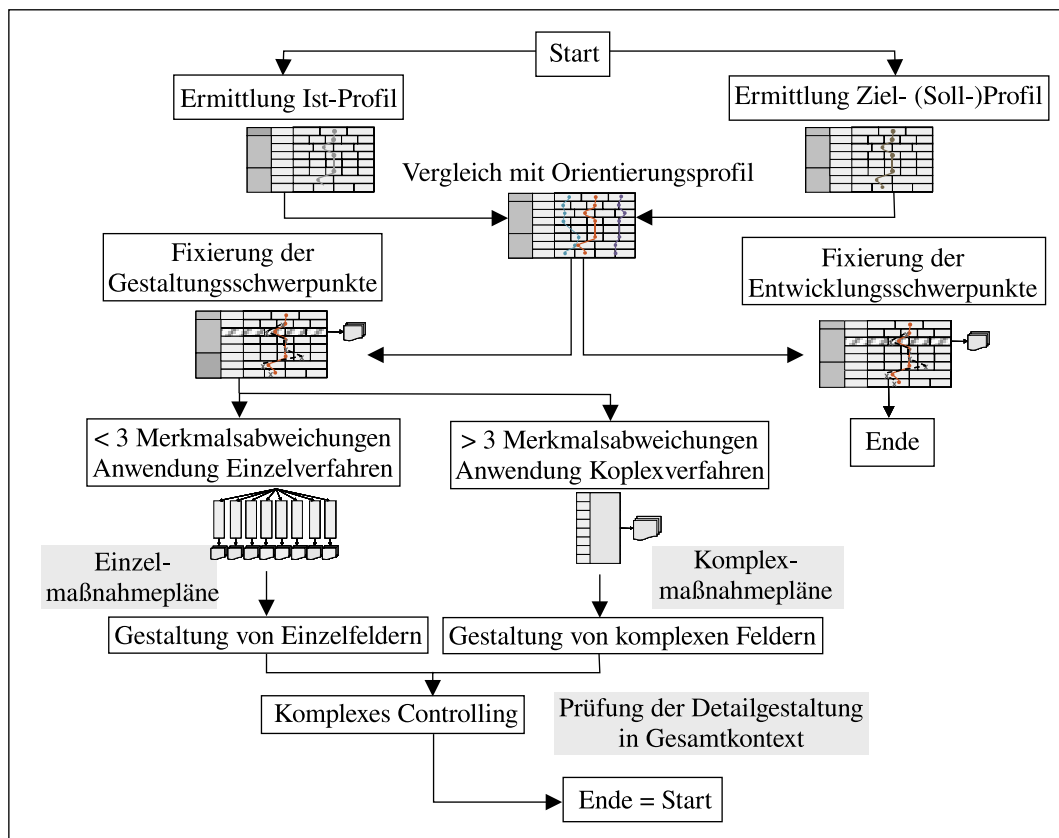 Start
Ermittlung Ist-Profil
Ermittlung Ziel- (Soll-)Profil
Vergleich mit Orientierungsprofil
Fixierung der
Gestaltungsschwerpunkte
Fixierung der
Entwicklungsschwerpunkte
< 3 Merkmalsabweichungen
Anwendung Einzelverfahren
> 3 Merkmalsabweichungen
Anwendung Koplexverfahren
Ende
Einzel-
maßnahmepläne
Komplex-
maßnahmepläne
Gestaltung von Einzelfeldern
Gestaltung von komplexen Feldern
Komplexes Controlling
Prüfung der Detailgestaltung
in Gesamtkontext
Ende = Start